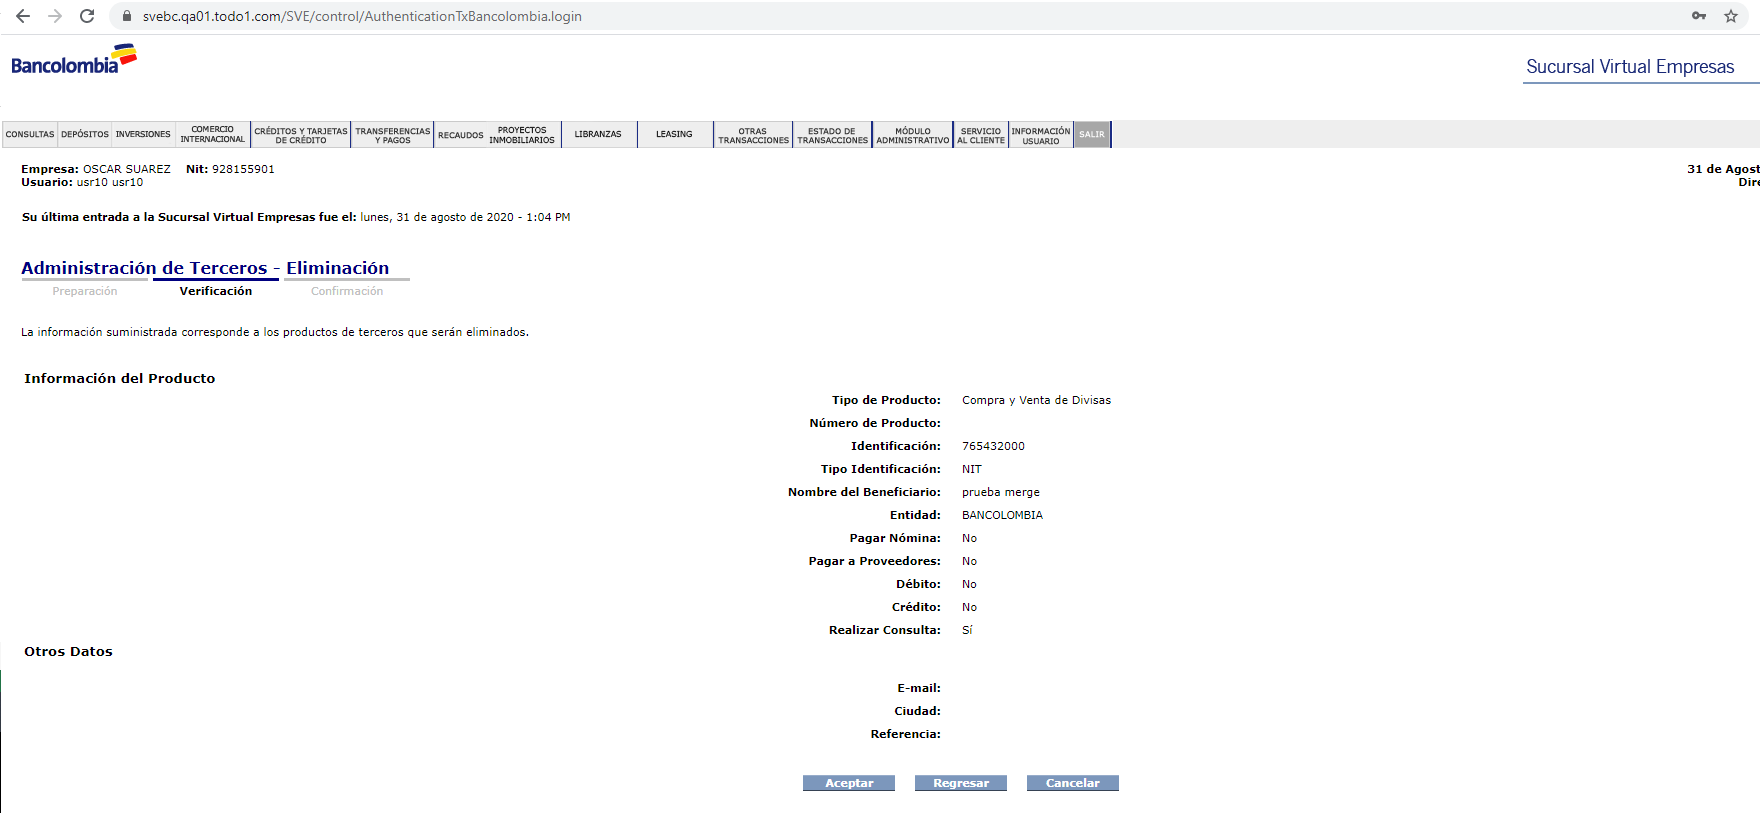 svebc.qa01.todo1.com/SVE/control/AuthenticationTxBancolombia.login
Bancolombia
Sucursal Virtual Empresas
CONSULTAS DEPÓSITOS INVERSIONES COMERCIO INTERNACIONAL CRÉDITOS Y TARJETAS DE CRÉDITO TRANSFERENCIAS Y PAGOS RECAUDOS PROYECTOS INMOBILIARIOS LIBRANZAS LEASING OTRAS TRANSACCIONES ESTADO DE TRANSACCIONES MÓDULO ADMINISTRATIVO SERVICIO AL CLIENTE INFORMACIÓN USUARIO SALIR
Empresa: OSCAR SUAREZ Nit: 928155901 31 de Agost
Usuario: usr10 usr10 Dire
Su última entrada a la Sucursal Virtual Empresas fue el: lunes, 31 de agosto de 2020 - 1:04 PM
Administración de Terceros - Eliminación
Preparación Verificación Confirmación
La información suministrada corresponde a los productos de terceros que serán eliminados.
Información del Producto
Tipo de Producto: Compra y Venta de Divisas
Número de Producto:
Identificación: 765432000
Tipo Identificación: NIT
Nombre del Beneficiario: prueba merge
Entidad: BANCOLOMBIA
Pagar Nómina: No
Pagar a Proveedores: No
Débito: No
Crédito: No
Realizar Consulta: Sí
Otros Datos
E-mail:
Ciudad:
Referencia:
Aceptar Regresar Cancelar